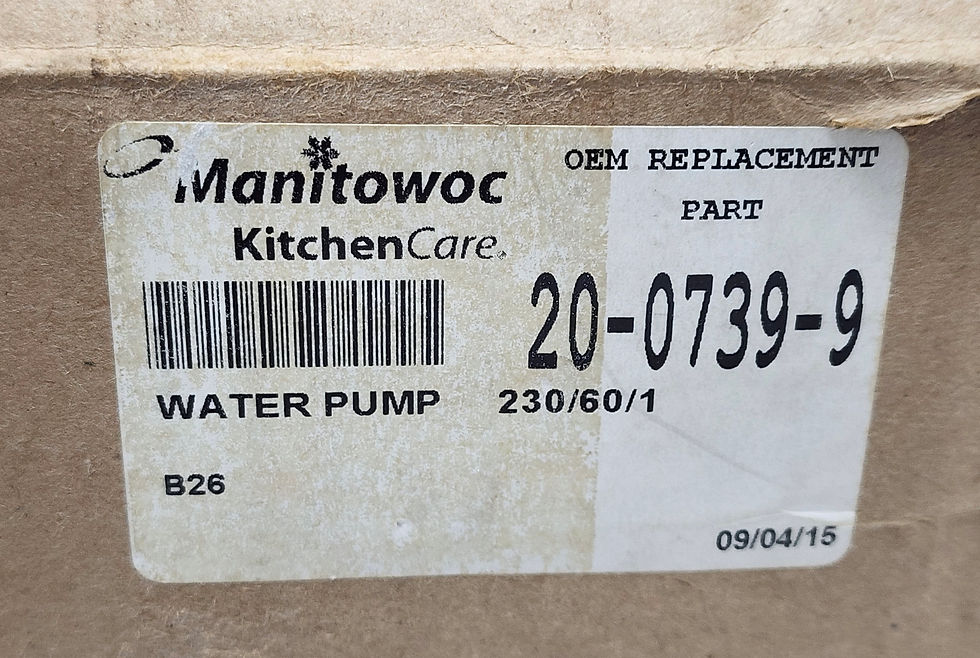 Manitowoc
KitchenCare
OEM REPLACEMENT
PART
20-0739-9
WATER PUMP 230/60/1
B26
09/04/15